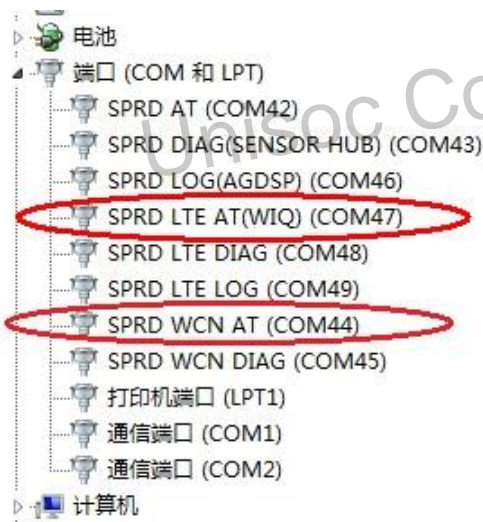 电池
端口 (COM 和 LPT)
SPRD AT (COM42)
SPRD DIAG(SENSOR HUB) (COM43)
SPRD LOG(AGDSP) (COM46)
SPRD LTE AT(WIQ) (COM47)
SPRD LTE DIAG (COM48)
SPRD LTE LOG (COM49)
SPRD WCN AT (COM44)
SPRD WCN DIAG (COM45)
打印机端口 (LPT1)
通信端口 (COM1)
通信端口 (COM2)
计算机
Unisoc Co